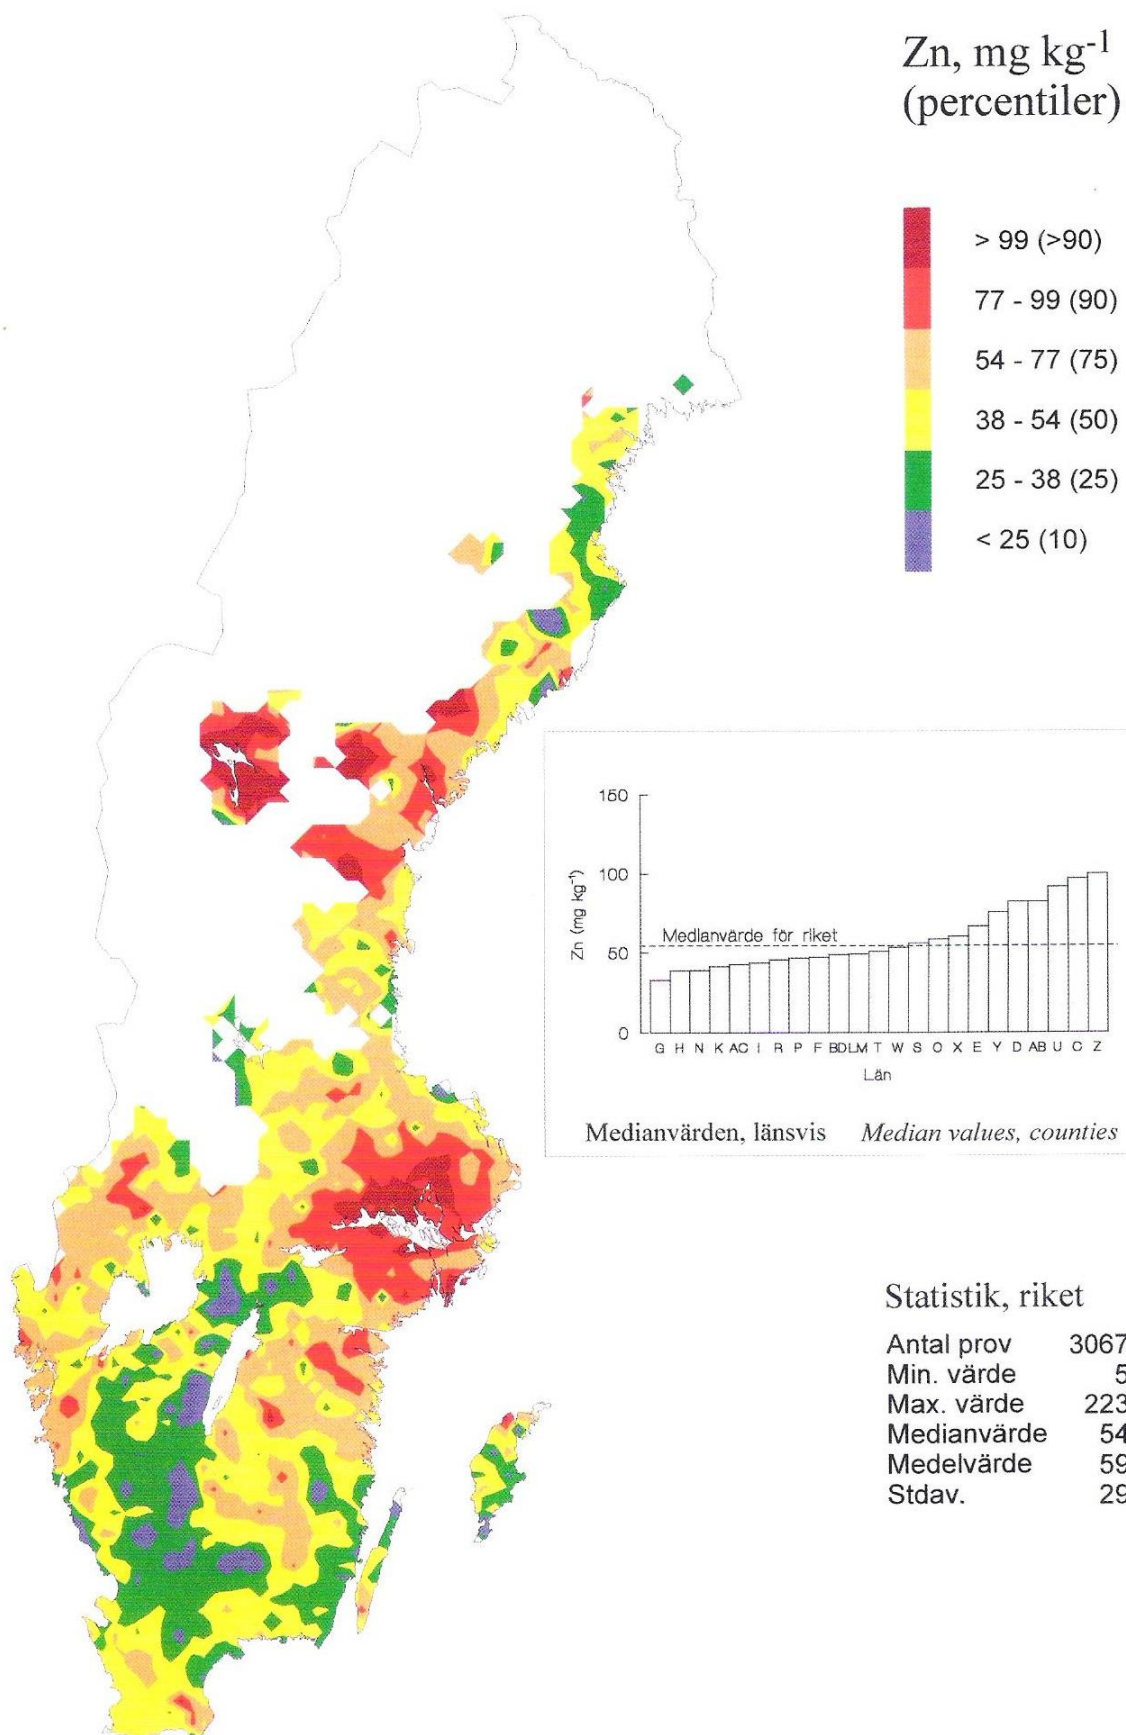 Zn, mg kg-1
(percentiler)
> 99 (>90)
77 - 99 (90)
54 - 77 (75)
38 - 54 (50)
25 - 38 (25)
< 25 (10)
150
100
50
0
Zn (mg kg-1)
Medianvärde för riket
G H N K AC I R P F BD LM T W S O X E Y D AB U C Z
Län
Medianvärden, länsvis Median values, counties
Statistik, riket
Antal prov 3067
Min. värde 5
Max. värde 223
Medianvärde 54
Medelvärde 59
Stdav. 29